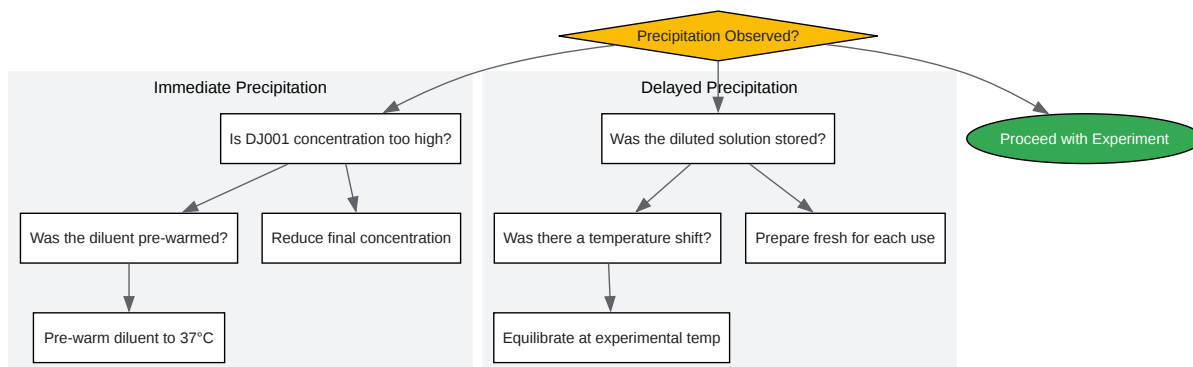 Precipitation Observed?
Immediate Precipitation
Delayed Precipitation
Is DJ001 concentration too high?
Was the diluted solution stored?
Proceed with Experiment
Was the diluent pre-warmed?
Reduce final concentration
Was there a temperature shift?
Prepare fresh for each use
Pre-warm diluent to 37°C
Equilibrate at experimental temp